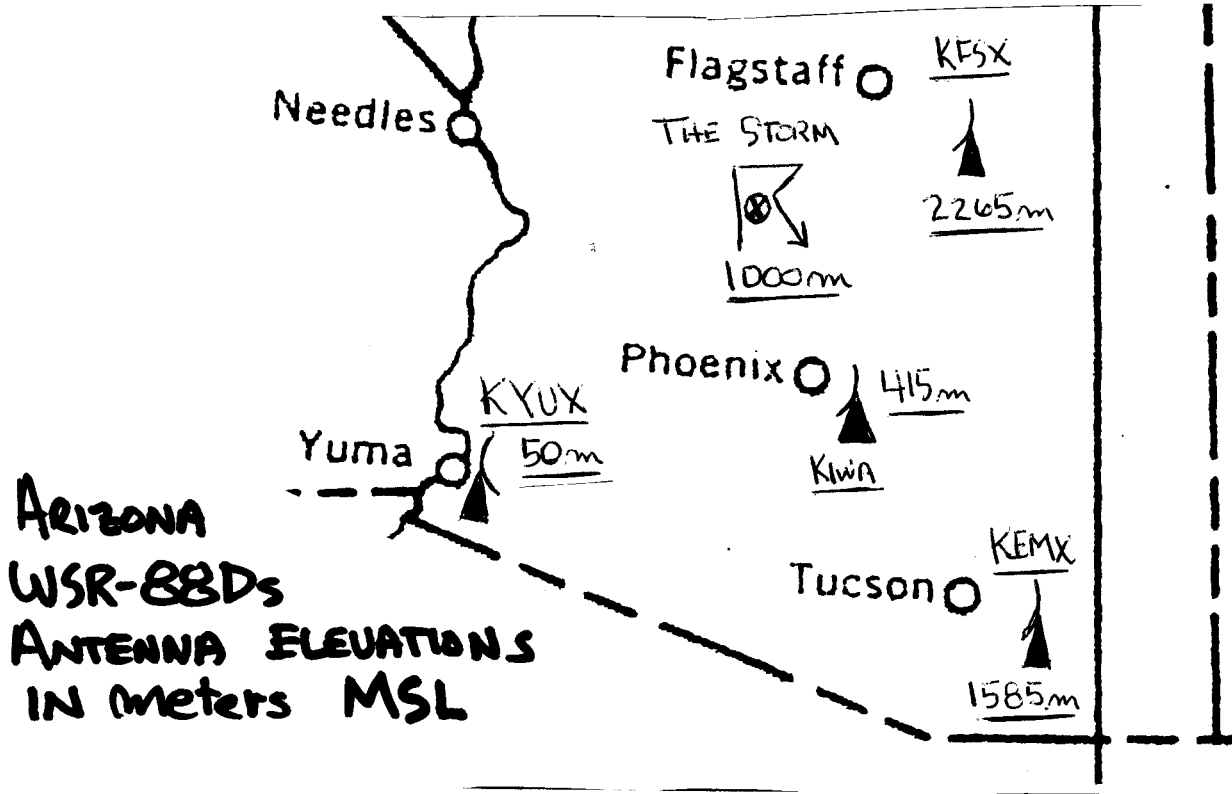 Flagstaff
KFSX
Needles
THE STORM
2265m
1000m
Phoenix
415m
KYUX
Yuma
50m
KIWA
ARIZONA
WSR-88Ds
ANTENNA ELEVATIONS
IN meters MSL
KEMX
Tucson
1585m